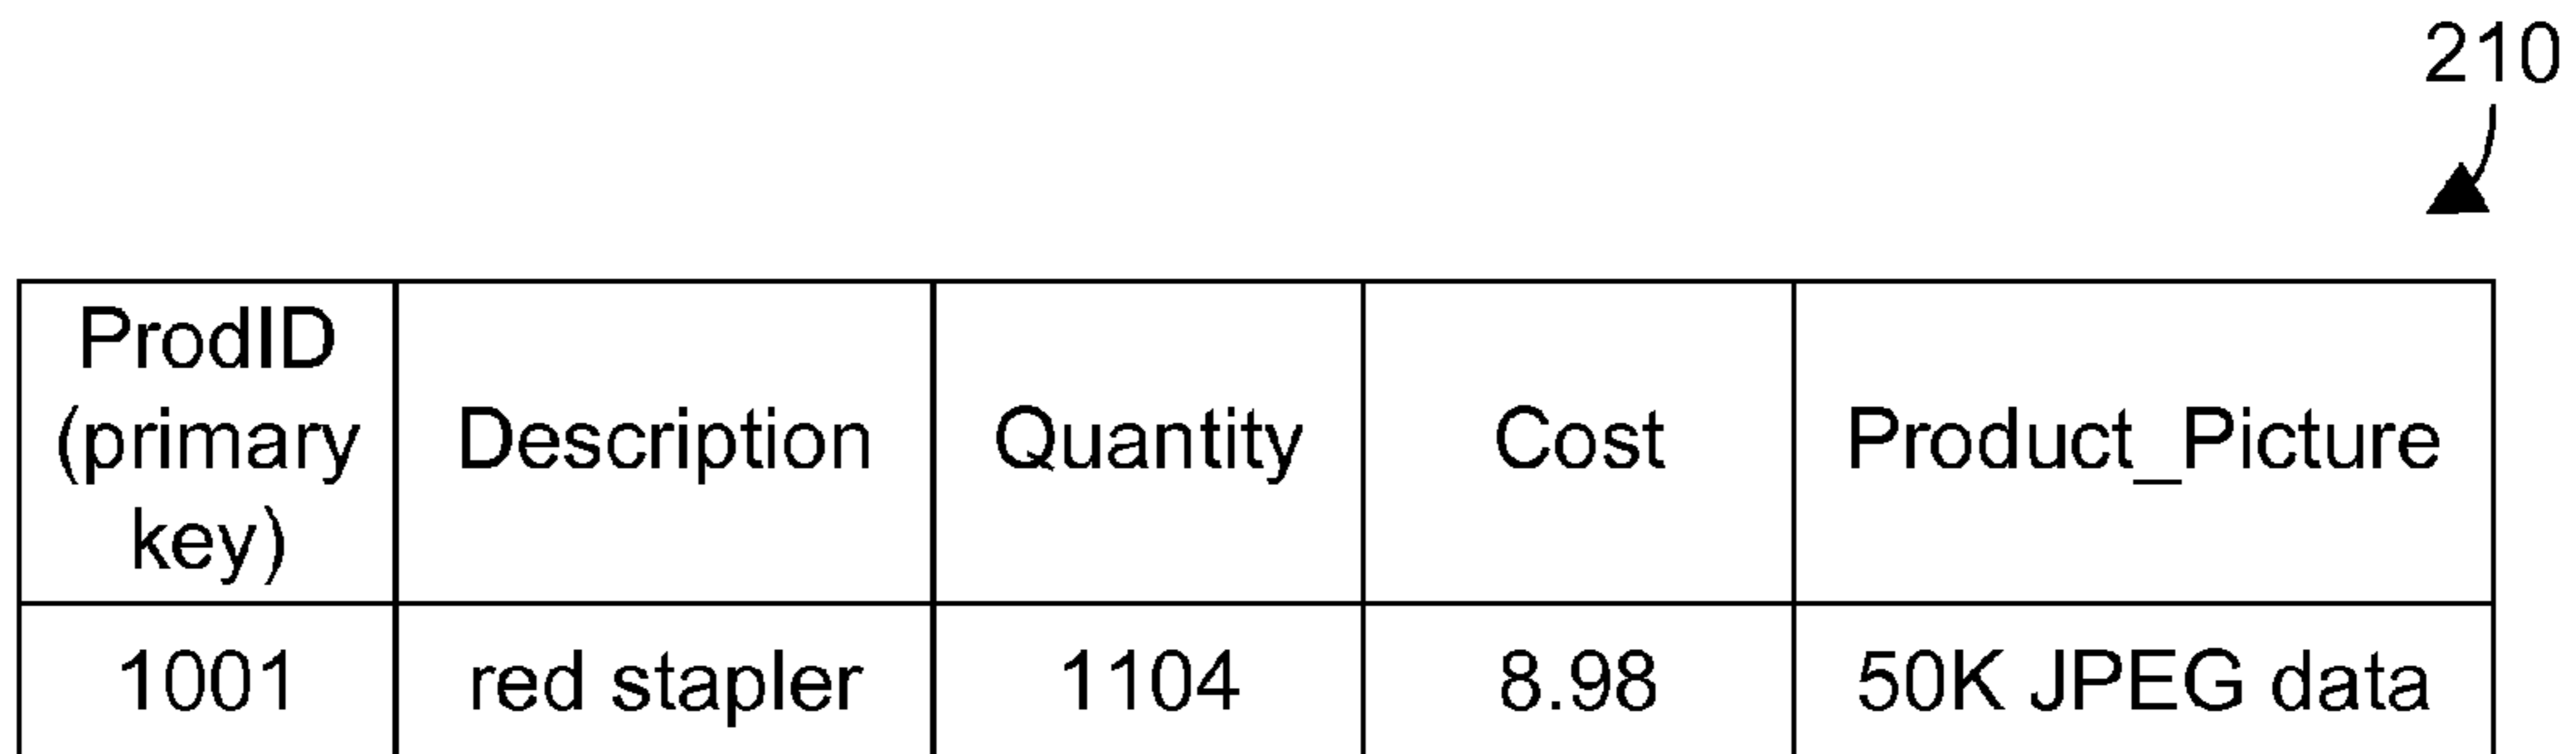 210
ProdID
(primary
key)
Description
Quantity
Cost
Product_Picture
1001
red stapler
1104
8.98
50K JPEG data